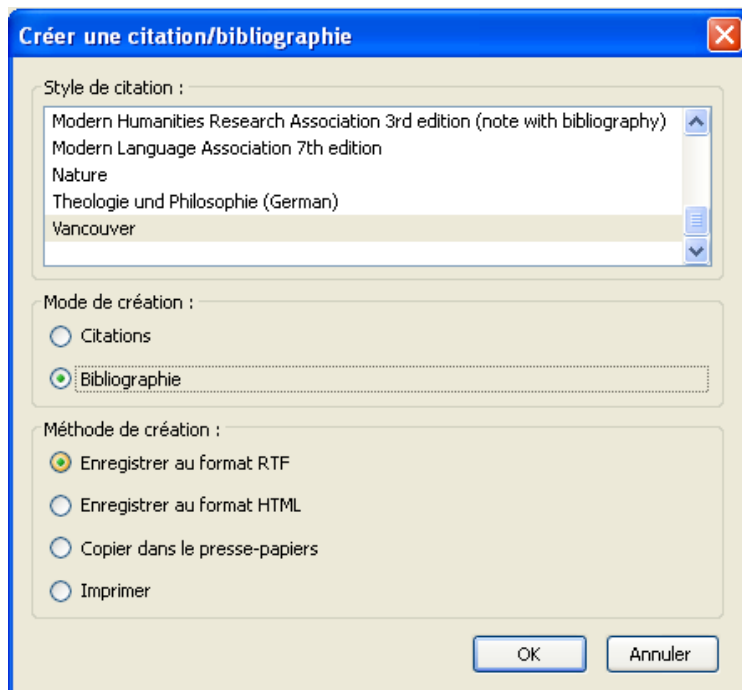 Créer une citation/bibliographie
Style de citation :
Modern Humanities Research Association 3rd edition (note with bibliography)
Modern Language Association 7th edition
Nature
Theologie und Philosophie (German)
Vancouver
Mode de création :
Citations
Bibliographie
Méthode de création :
Enregistrer au format RTF
Enregistrer au format HTML
Copier dans le presse-papiers
Imprimer
OK Annuler